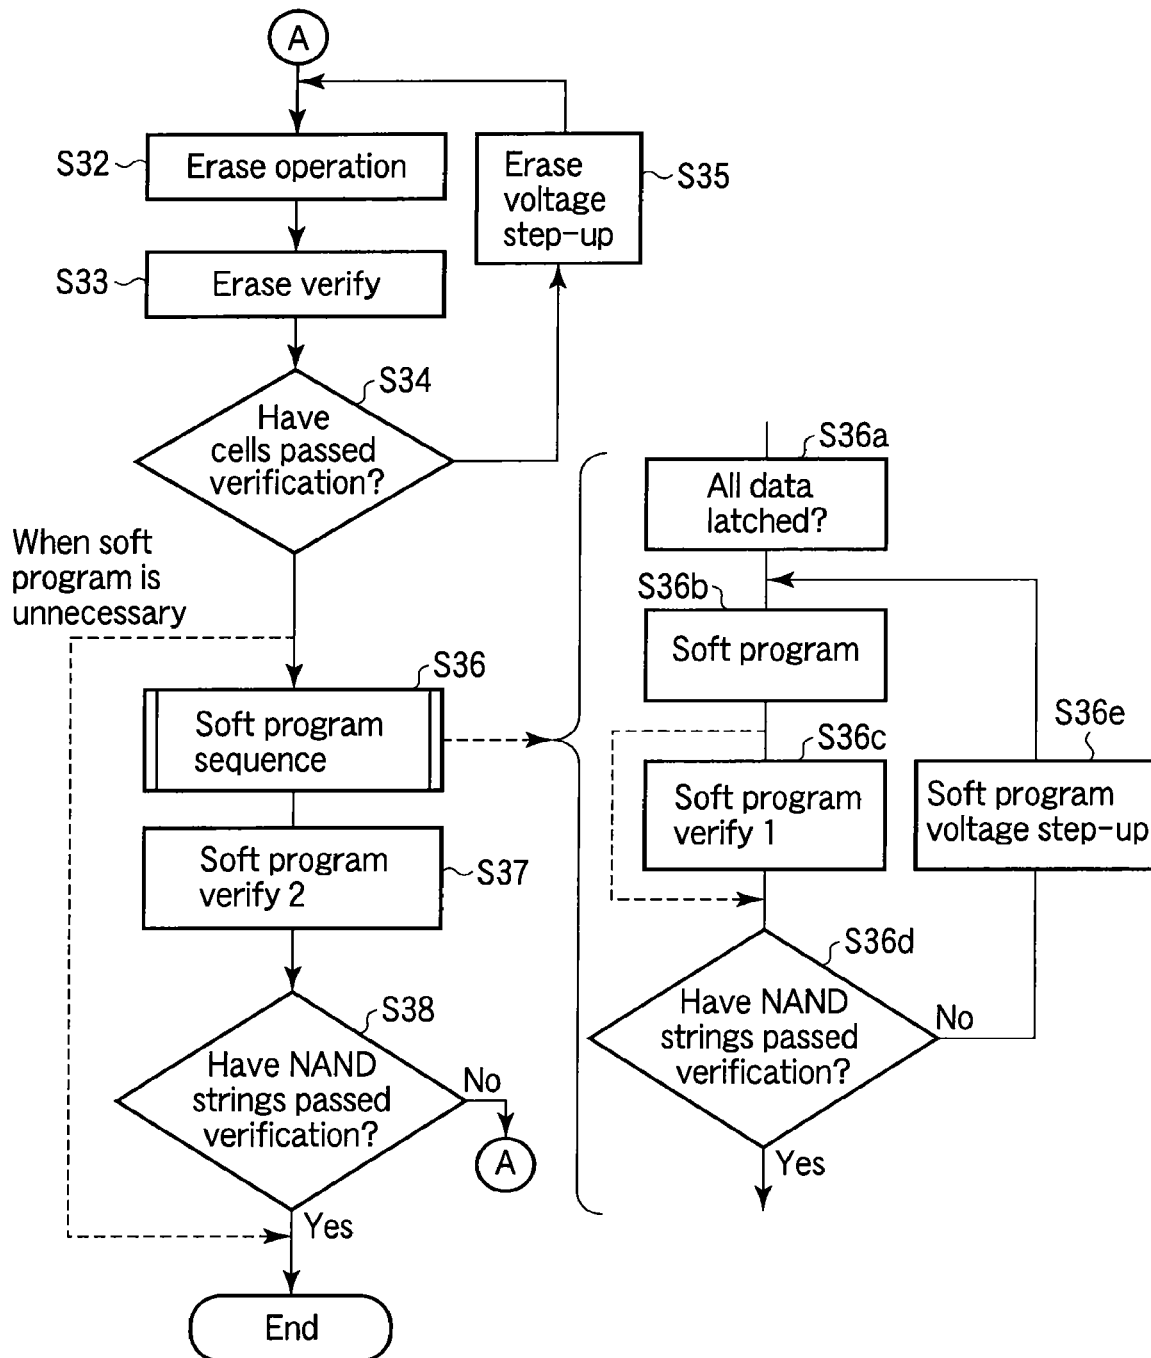 A
S32
Erase operation
Erase
voltage
step-up
S35
S33
Erase verify
S34
Have
cells passed
verification?
When soft
program is
unnecessary
S36
Soft program
sequence
Soft program
verify 2
S37
S38
Have NAND
strings passed
verification?
No
A
Yes
End
S36a
All data
latched?
S36b
Soft program
S36c
Soft program
verify 1
S36e
Soft program
voltage step-up
S36d
Have NAND
strings passed
verification?
No
Yes